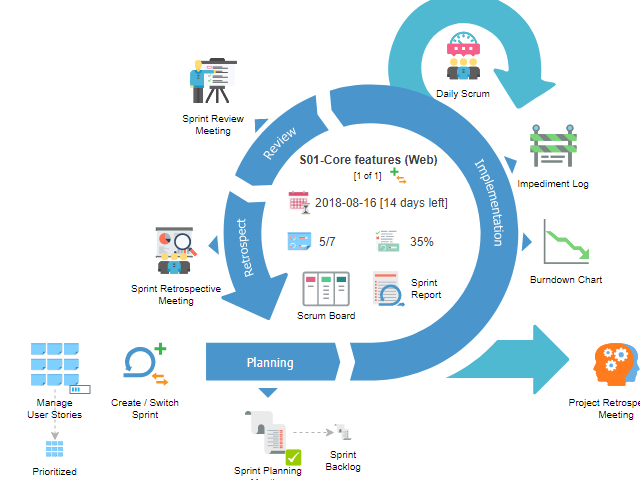 Daily Scrum
Sprint Review
Meeting
Review
Implementation
Retrospect
S01-Core features (Web)
[1 of 1]
2018-08-16 [14 days left]
5/7
35%
Scrum Board
Sprint
Report
Impediment Log
Burndown Chart
Sprint Retrospective
Meeting
Planning
Manage
User Stories
Create / Switch
Sprint
Project Retrospe
Meeting
Prioritized
Sprint Planning
Sprint
Backlog